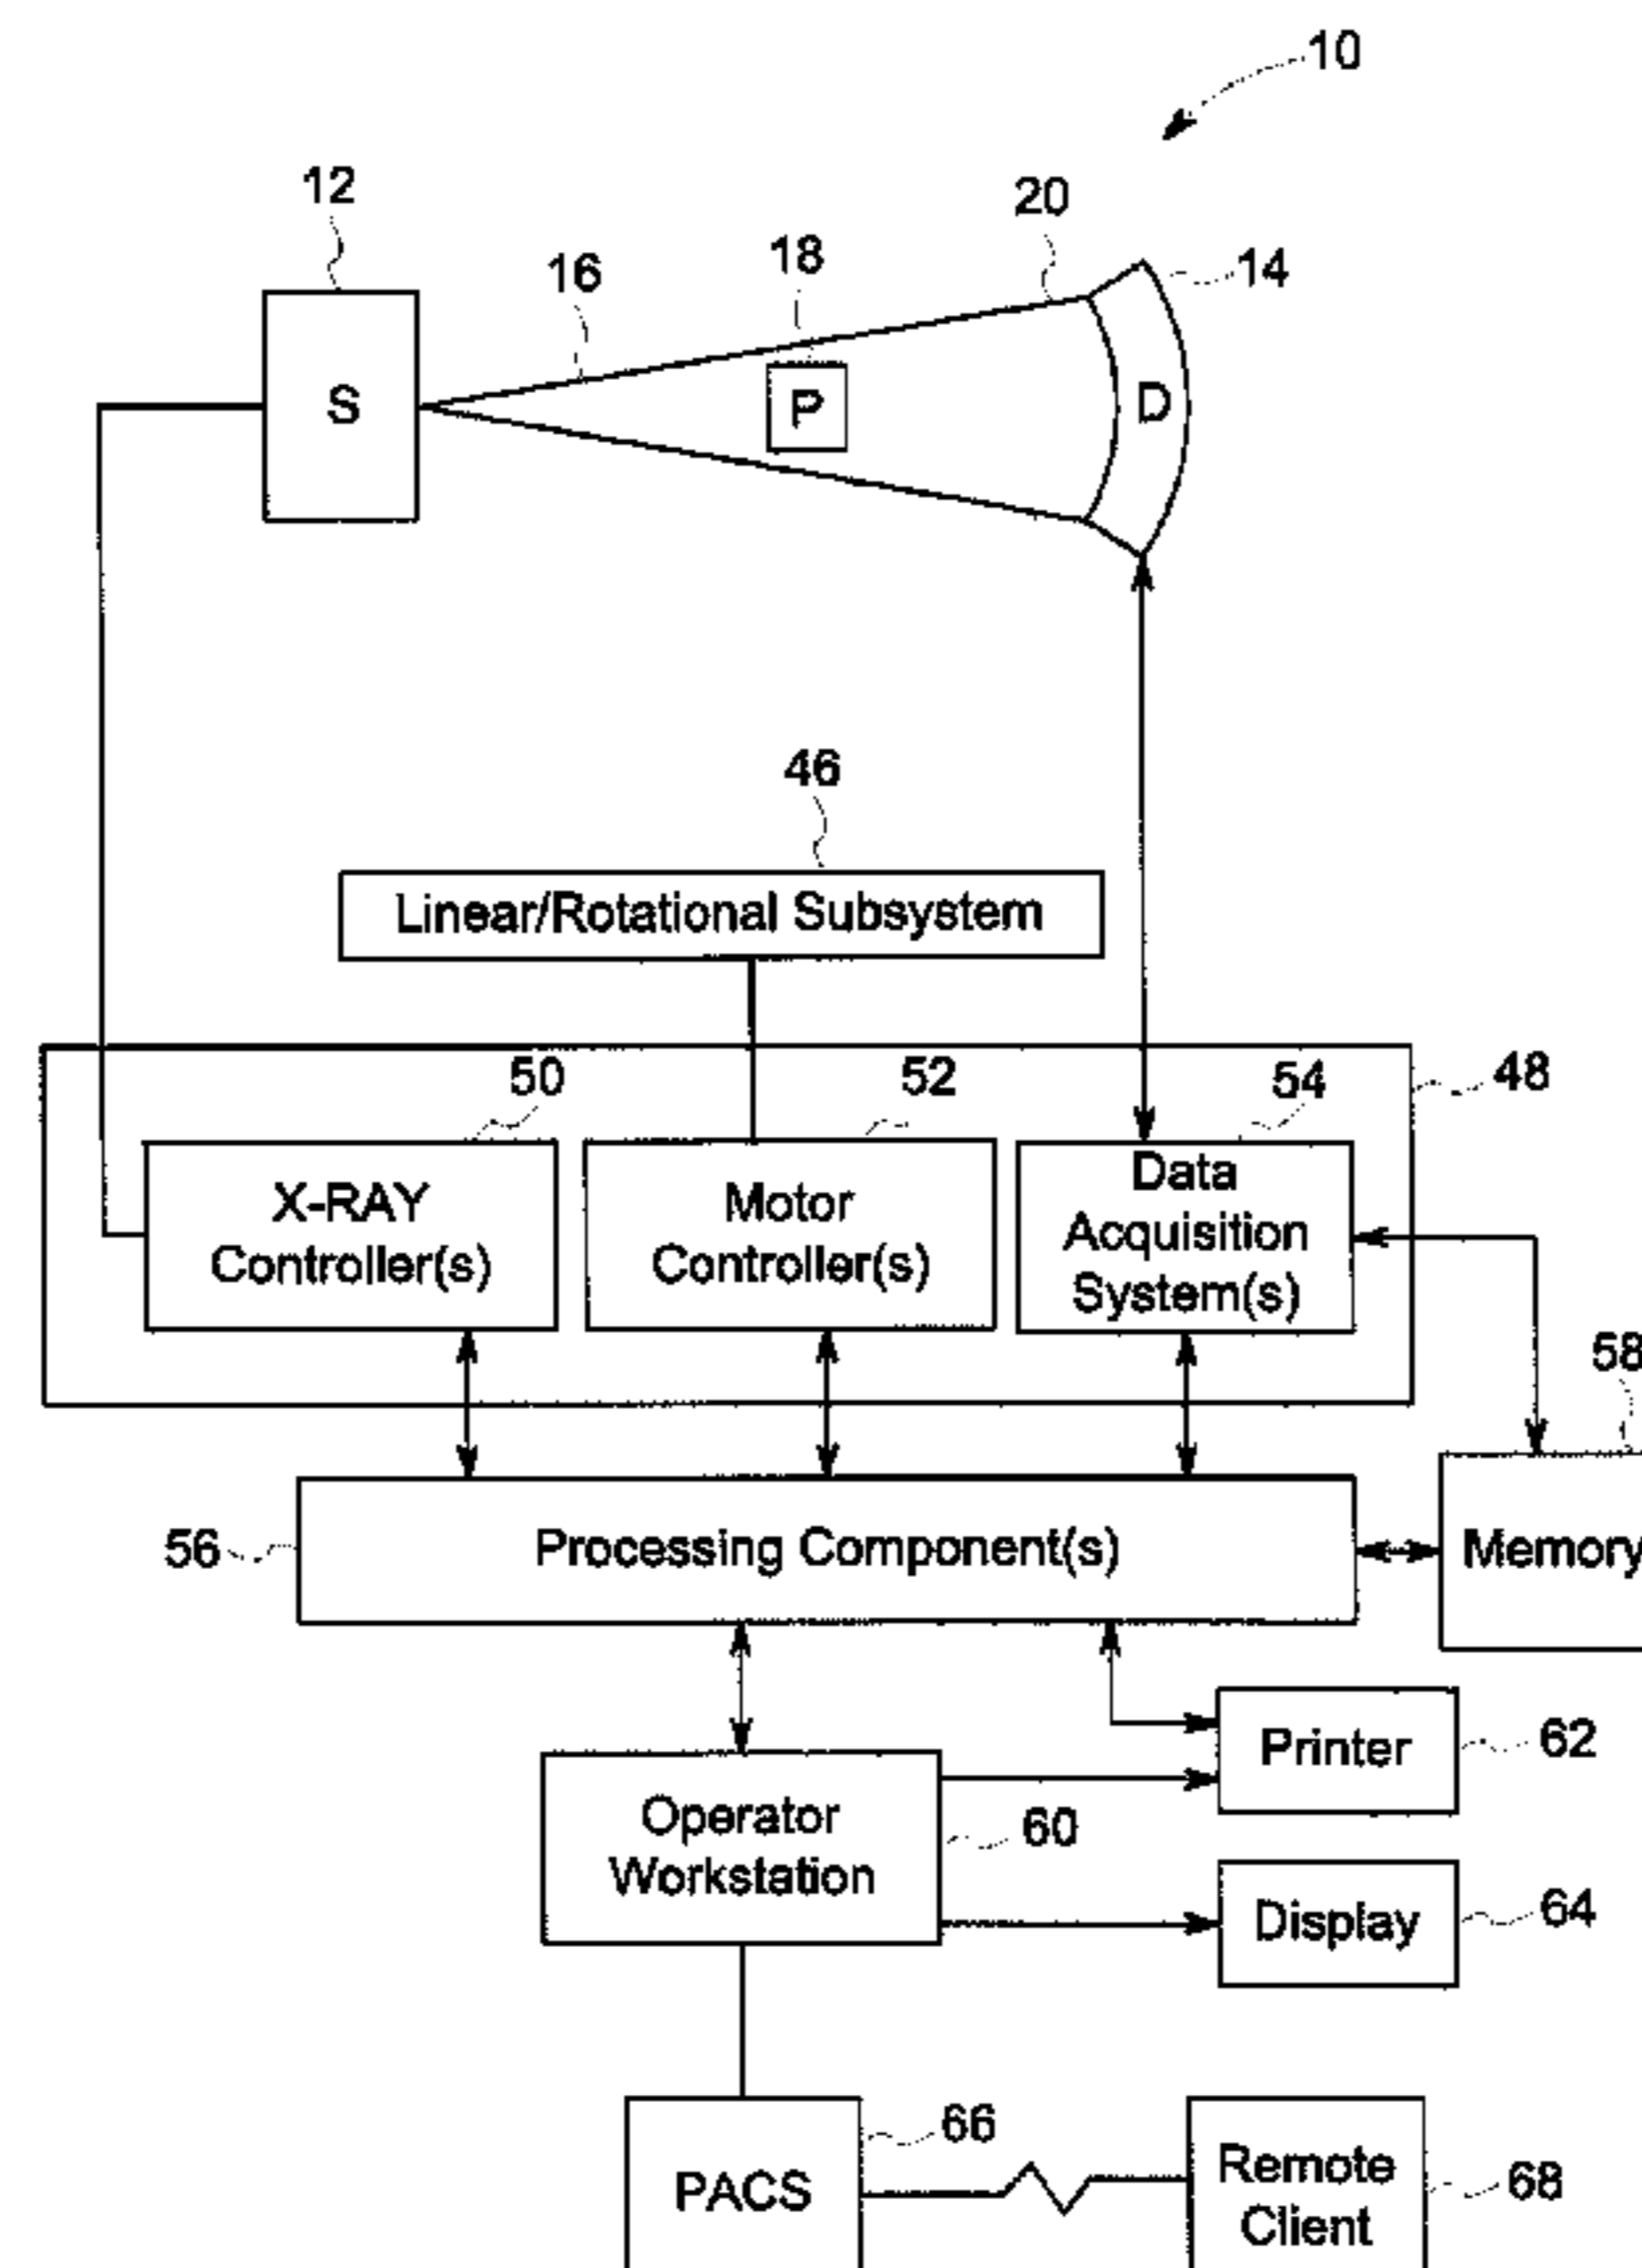 10
12
20
18
16
14
S
P
D
46
Linear/Rotational Subsystem
50
52
54
48
X-RAY
Controller(s)
Motor
Controller(s)
Data
Acquisition
System(s)
58
56
Processing Component(s)
Memory
Printer
62
Operator
Workstation
60
Display
64
66
PACS
Remote
Client
68